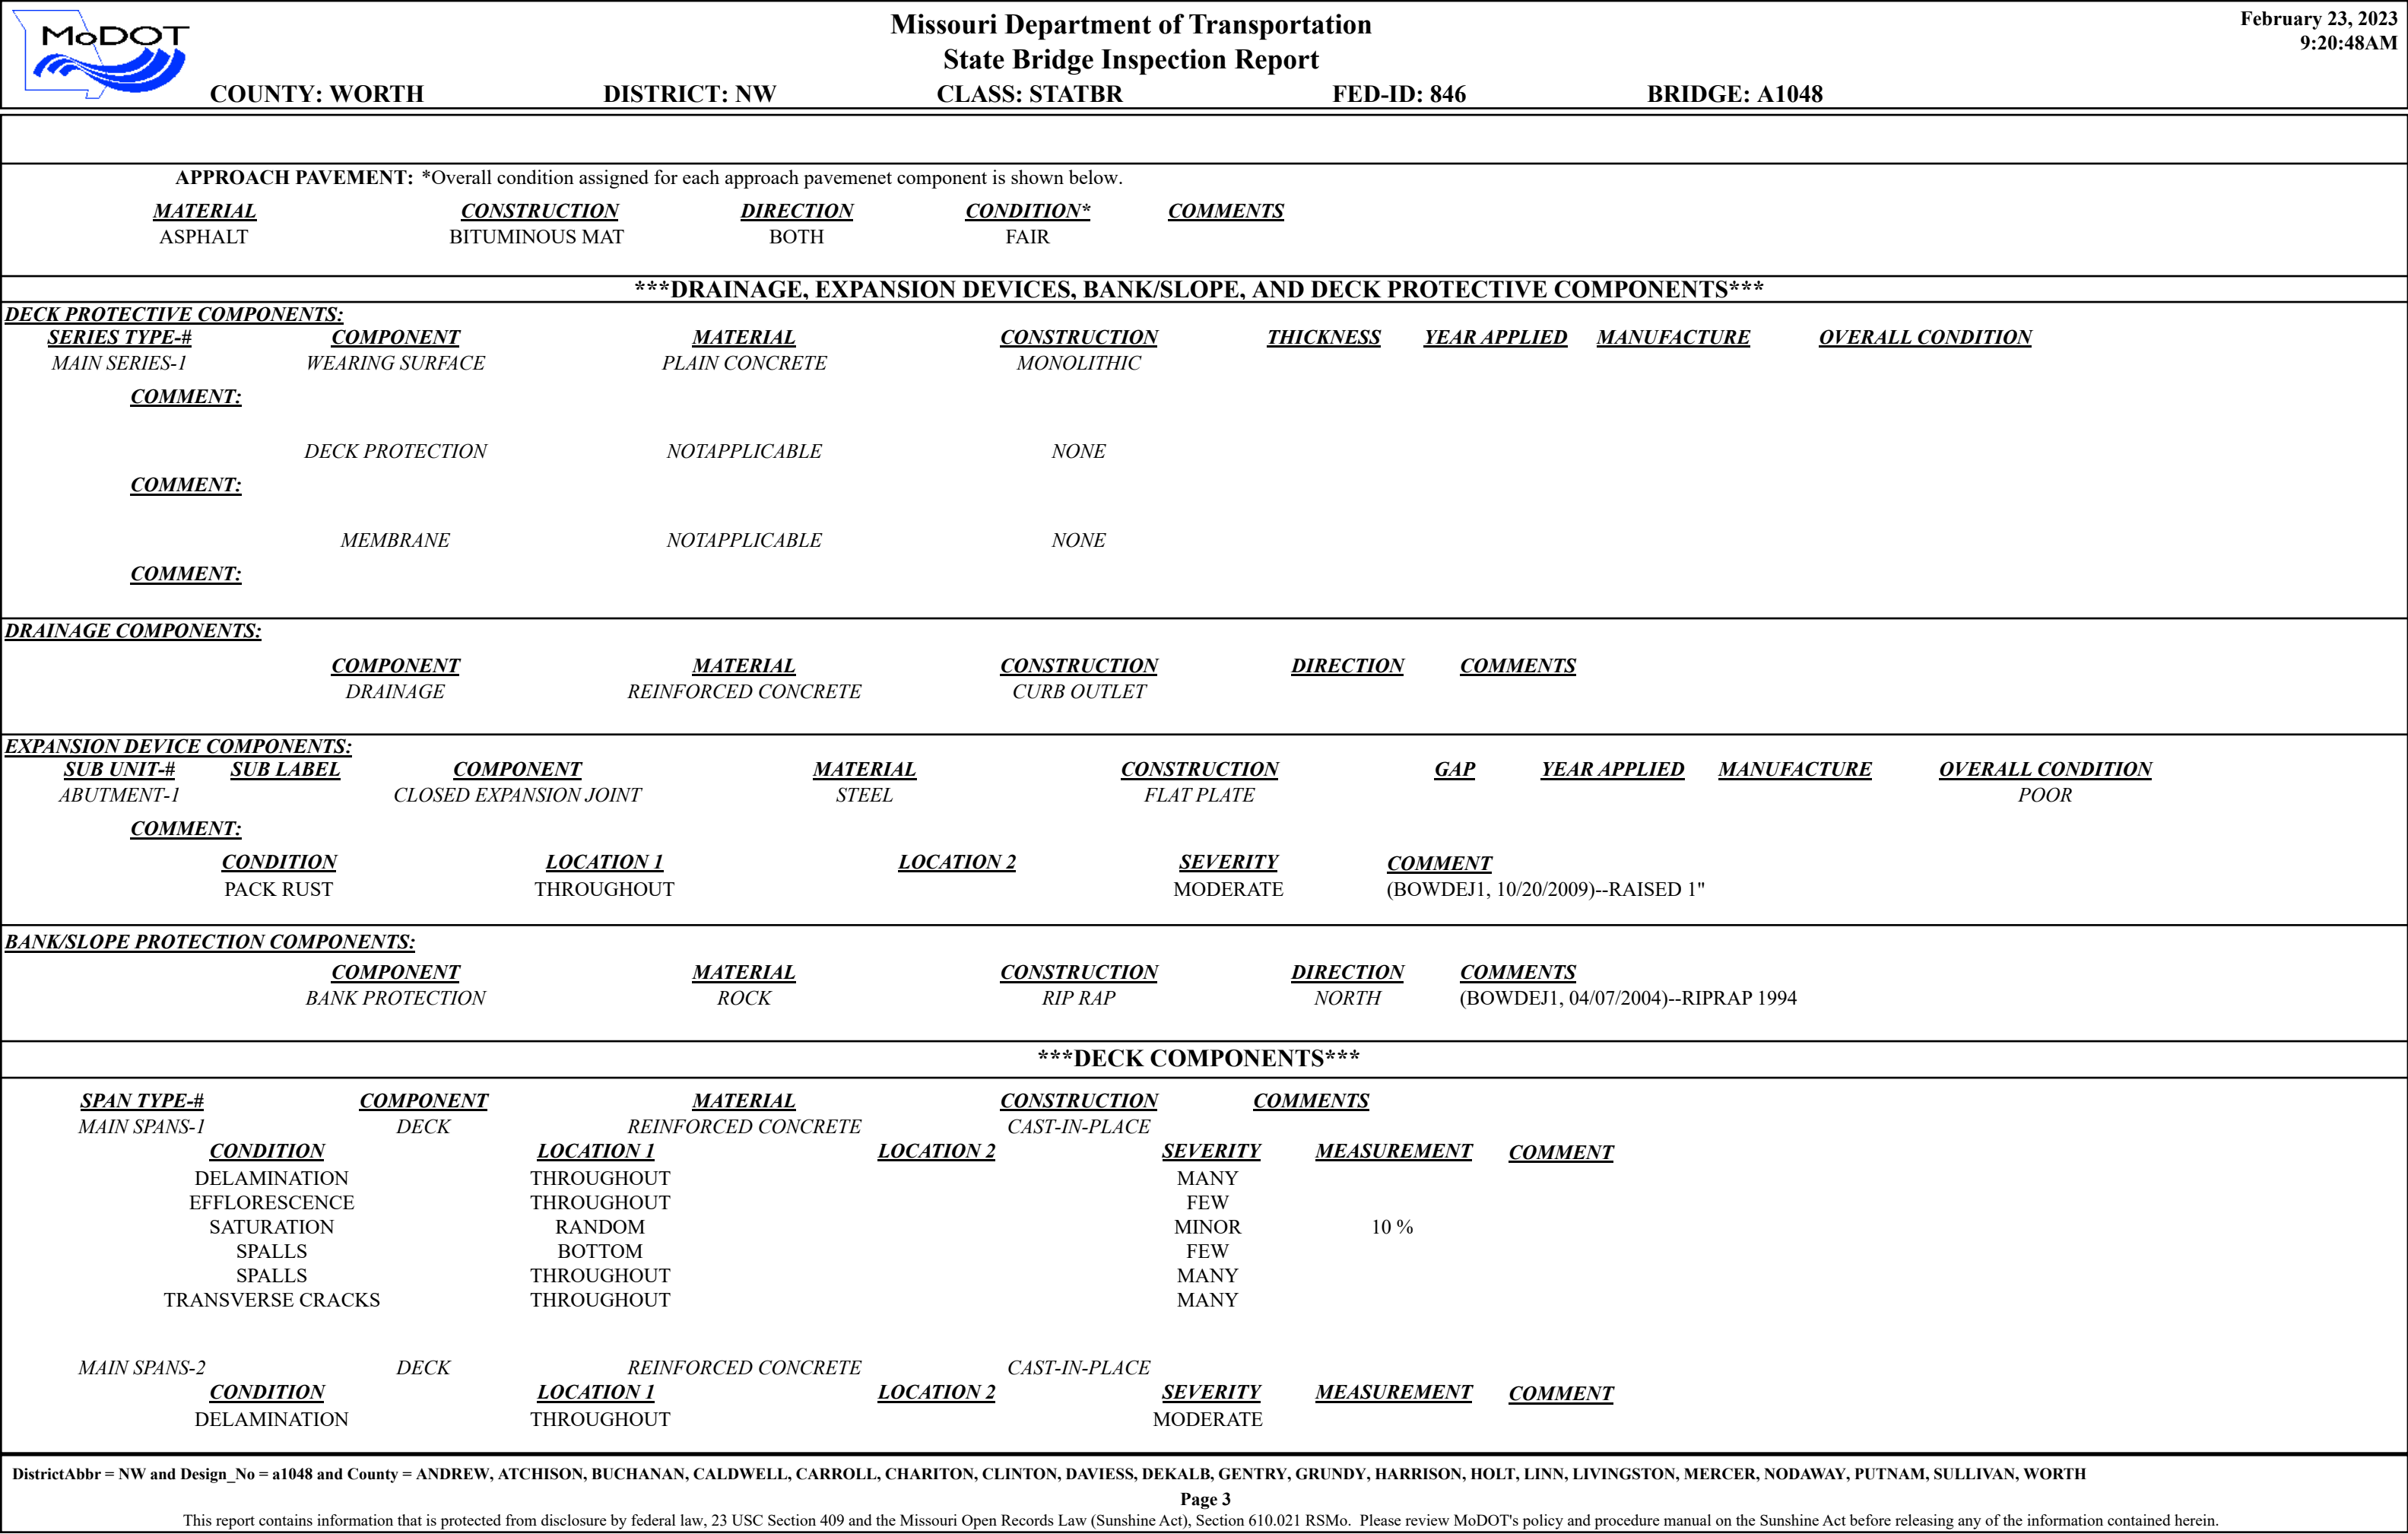 MoDOT
Missouri Department of Transportation
State Bridge Inspection Report
February 23, 2023
9:20:48AM
COUNTY: WORTH DISTRICT: NW CLASS: STATBR FED-ID: 846 BRIDGE: A1048
APPROACH PAVEMENT: *Overall condition assigned for each approach pavemenet component is shown below.
MATERIAL CONSTRUCTION DIRECTION CONDITION* COMMENTS
ASPHALT BITUMINOUS MAT BOTH FAIR
***DRAINAGE, EXPANSION DEVICES, BANK/SLOPE, AND DECK PROTECTIVE COMPONENTS***
DECK PROTECTIVE COMPONENTS:
SERIES TYPE-# COMPONENT MATERIAL CONSTRUCTION THICKNESS YEAR APPLIED MANUFACTURE OVERALL CONDITION
MAIN SERIES-1 WEARING SURFACE PLAIN CONCRETE MONOLITHIC
COMMENT:
DECK PROTECTION NOTAPPLICABLE NONE
COMMENT:
MEMBRANE NOTAPPLICABLE NONE
COMMENT:
DRAINAGE COMPONENTS:
COMPONENT MATERIAL CONSTRUCTION DIRECTION COMMENTS
DRAINAGE REINFORCED CONCRETE CURB OUTLET
EXPANSION DEVICE COMPONENTS:
SUB UNIT-# SUB LABEL COMPONENT MATERIAL CONSTRUCTION GAP YEAR APPLIED MANUFACTURE OVERALL CONDITION
ABUTMENT-1 CLOSED EXPANSION JOINT STEEL FLAT PLATE POOR
COMMENT:
CONDITION LOCATION 1 LOCATION 2 SEVERITY COMMENT
PACK RUST THROUGHOUT MODERATE (BOWDEJ1, 10/20/2009)--RAISED 1"
BANK/SLOPE PROTECTION COMPONENTS:
COMPONENT MATERIAL CONSTRUCTION DIRECTION COMMENTS
BANK PROTECTION ROCK RIP RAP NORTH (BOWDEJ1, 04/07/2004)--RIPRAP 1994
***DECK COMPONENTS***
SPAN TYPE-# COMPONENT MATERIAL CONSTRUCTION COMMENTS
MAIN SPANS-1 DECK REINFORCED CONCRETE CAST-IN-PLACE
CONDITION LOCATION 1 LOCATION 2 SEVERITY MEASUREMENT COMMENT
DELAMINATION THROUGHOUT MANY
EFFLORESCENCE THROUGHOUT FEW
SATURATION RANDOM MINOR 10 %
SPALLS BOTTOM FEW
SPALLS THROUGHOUT MANY
TRANSVERSE CRACKS THROUGHOUT MANY
MAIN SPANS-2 DECK REINFORCED CONCRETE CAST-IN-PLACE
CONDITION LOCATION 1 LOCATION 2 SEVERITY MEASUREMENT COMMENT
DELAMINATION THROUGHOUT MODERATE
DistrictAbbr = NW and Design_No = a1048 and County = ANDREW, ATCHISON, BUCHANAN, CALDWELL, CARROLL, CHARITON, CLINTON, DAVIESS, DEKALB, GENTRY, GRUNDY, HARRISON, HOLT, LINN, LIVINGSTON, MERCER, NODAWAY, PUTNAM, SULLIVAN, WORTH
Page 3
This report contains information that is protected from disclosure by federal law, 23 USC Section 409 and the Missouri Open Records Law (Sunshine Act), Section 610.021 RSMo. Please review MoDOT's policy and procedure manual on the Sunshine Act before releasing any of the information contained herein.